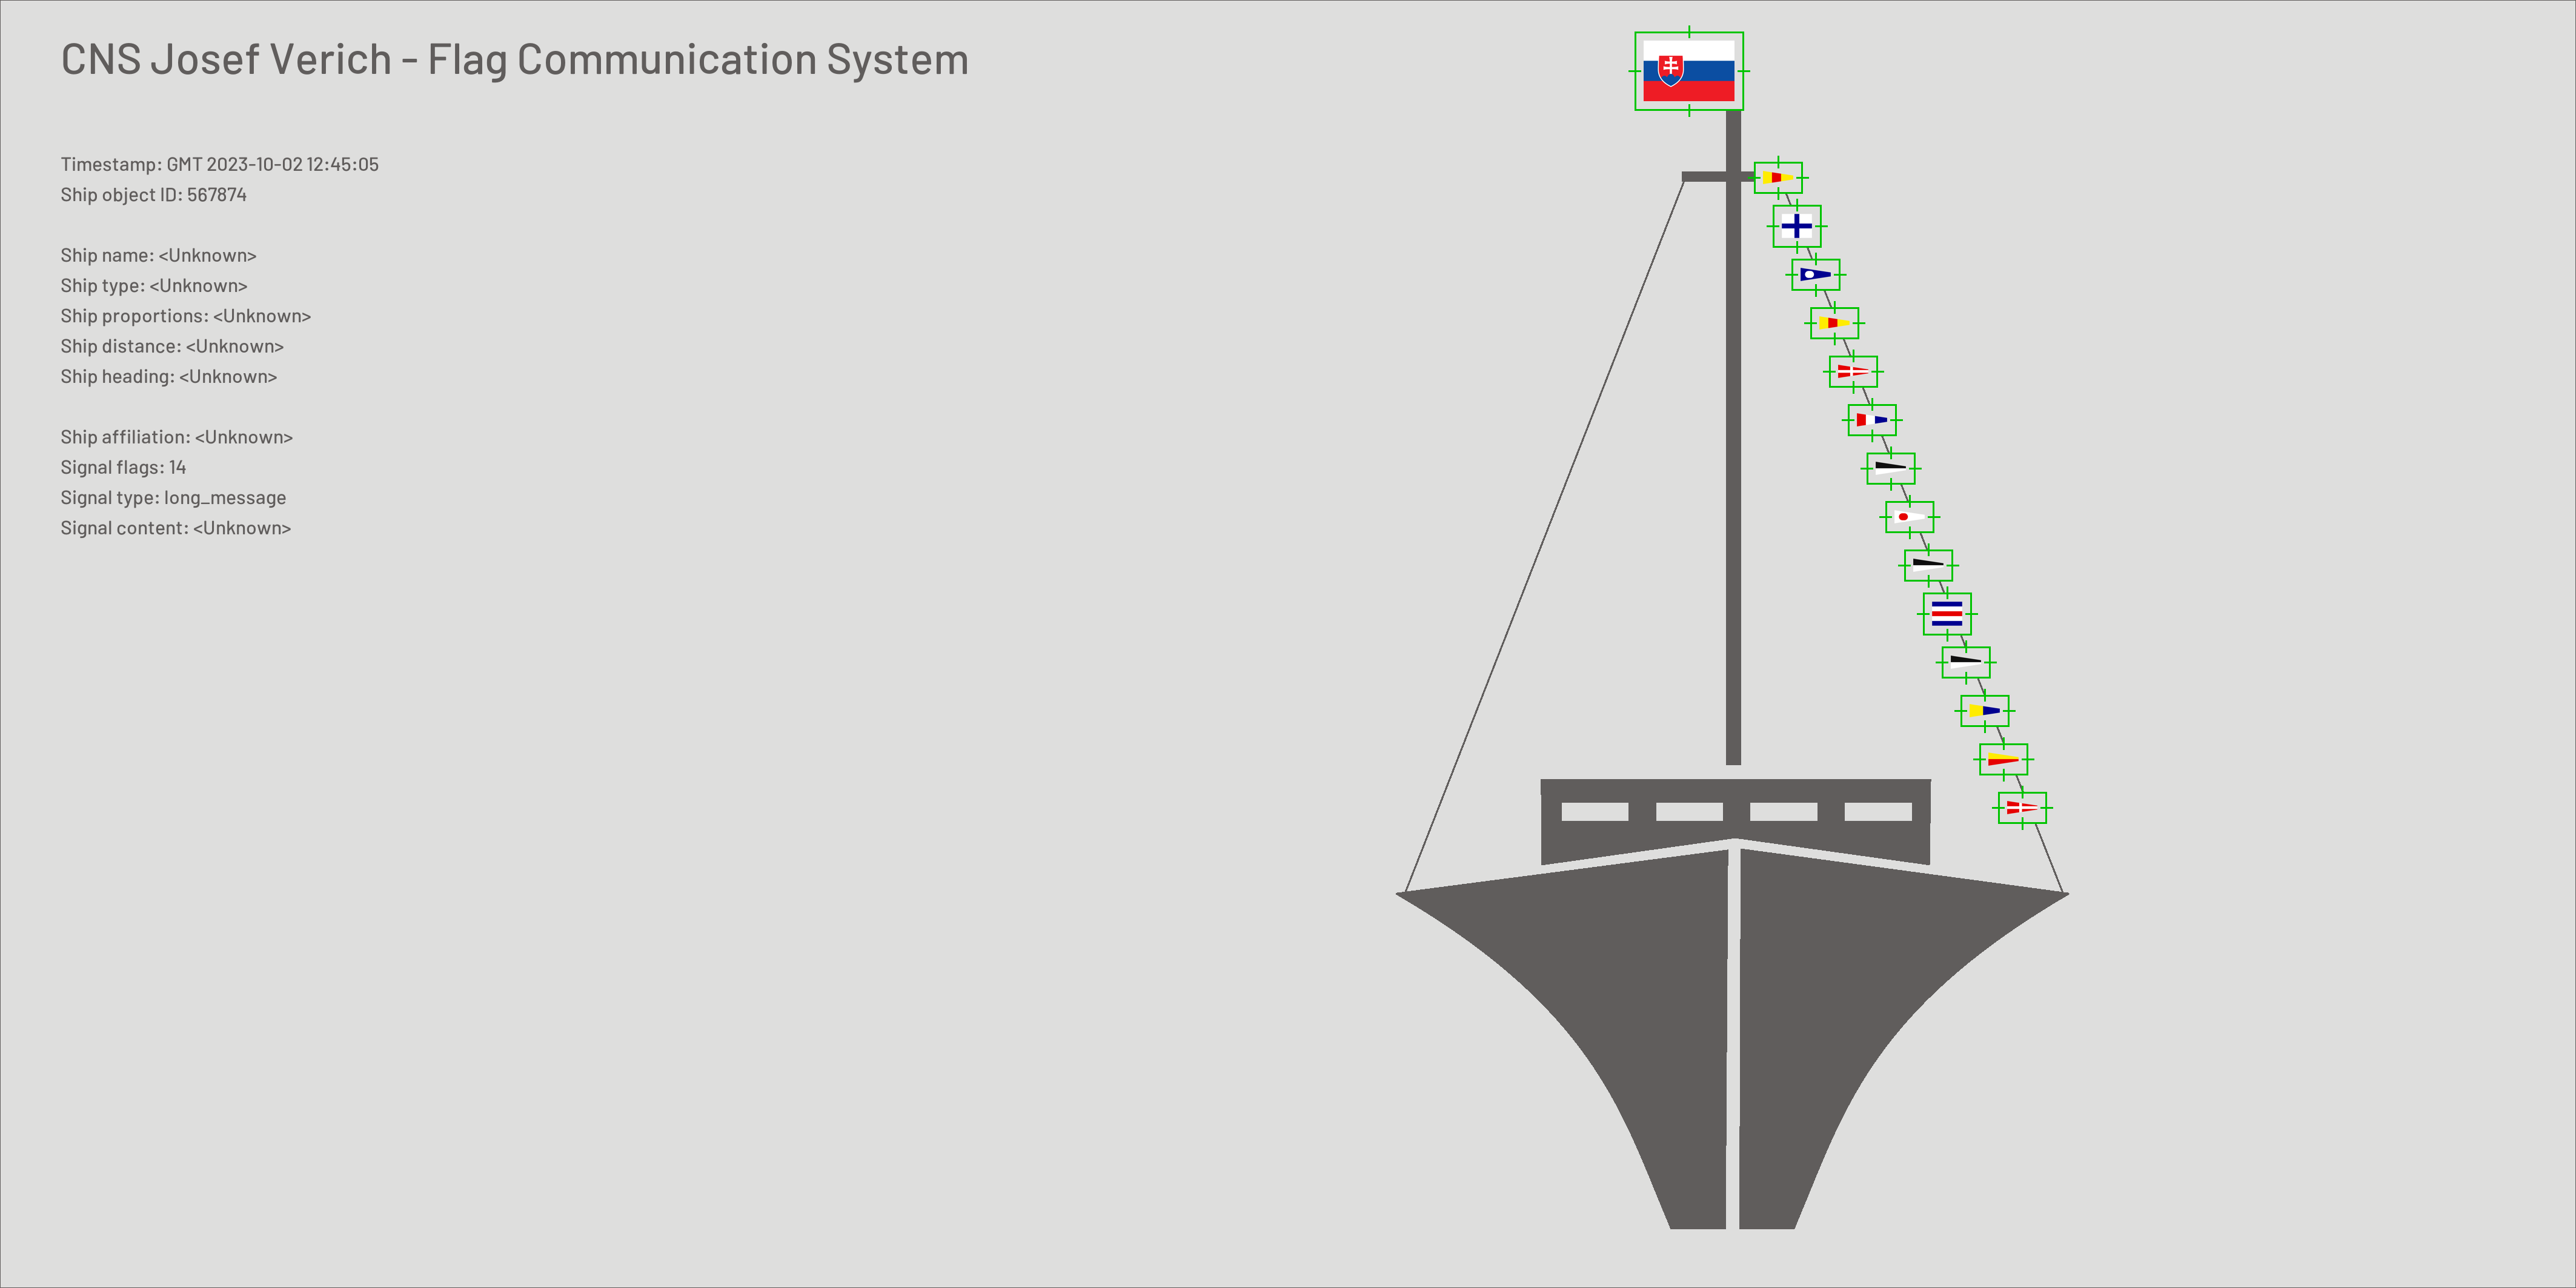 CNS Josef Verich - Flag Communication System
Timestamp: GMT 2023-10-02 12:45:05
Ship object ID: 567874
Ship name: <Unknown>
Ship type: <Unknown>
Ship proportions: <Unknown>
Ship distance: <Unknown>
Ship heading: <Unknown>
Ship affiliation: <Unknown>
Signal flags: 14
Signal type: long_message
Signal content: <Unknown>